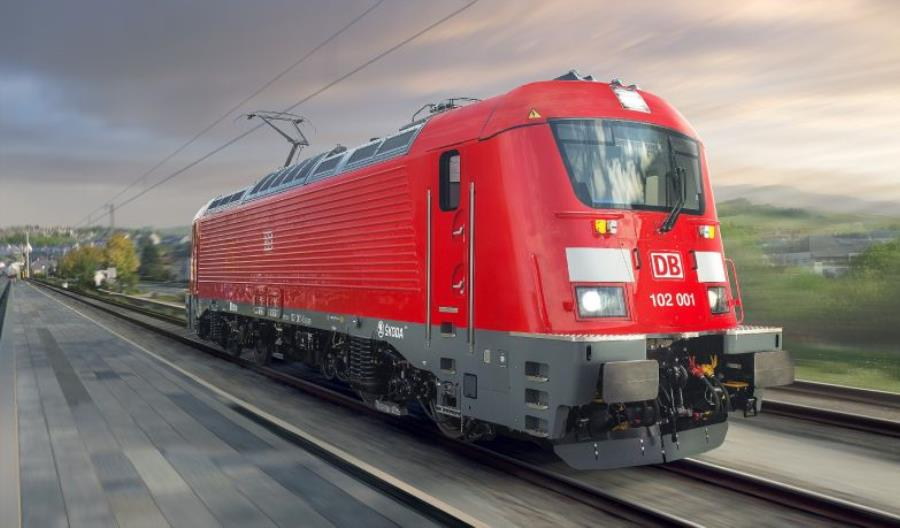 DB
102 001
ŠKODA